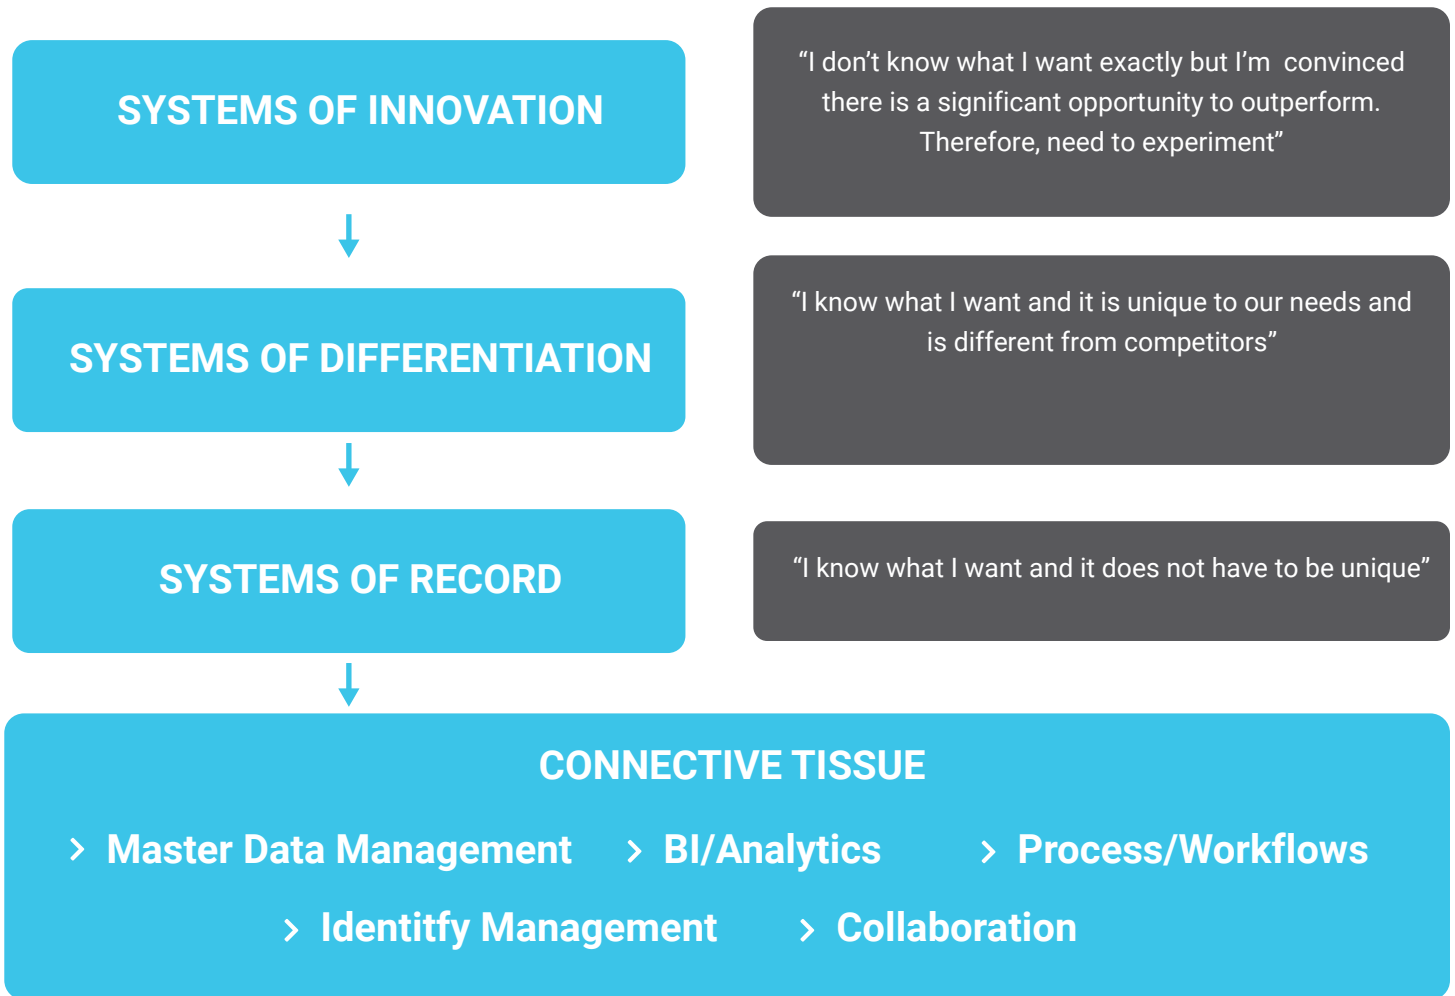 SYSTEMS OF INNOVATION
“I don’t know what I want exactly but I’m  convinced
there is a significant opportunity to outperform.
Therefore, need to experiment”
SYSTEMS OF DIFFERENTIATION
“I know what I want and it is unique to our needs and
is different from competitors”
SYSTEMS OF RECORD
“I know what I want and it does not have to be unique”
CONNECTIVE TISSUE
> Master Data Management > BI/Analytics > Process/Workflows
> Identitfy Management > Collaboration